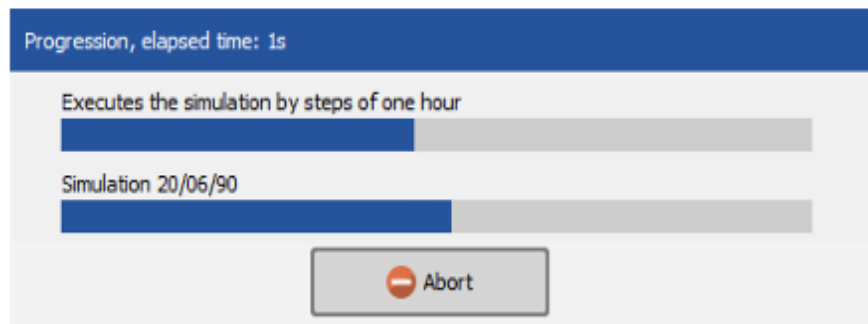 Progression, elapsed time: 1s
Executes the simulation by steps of one hour
Simulation 20/06/90
Abort